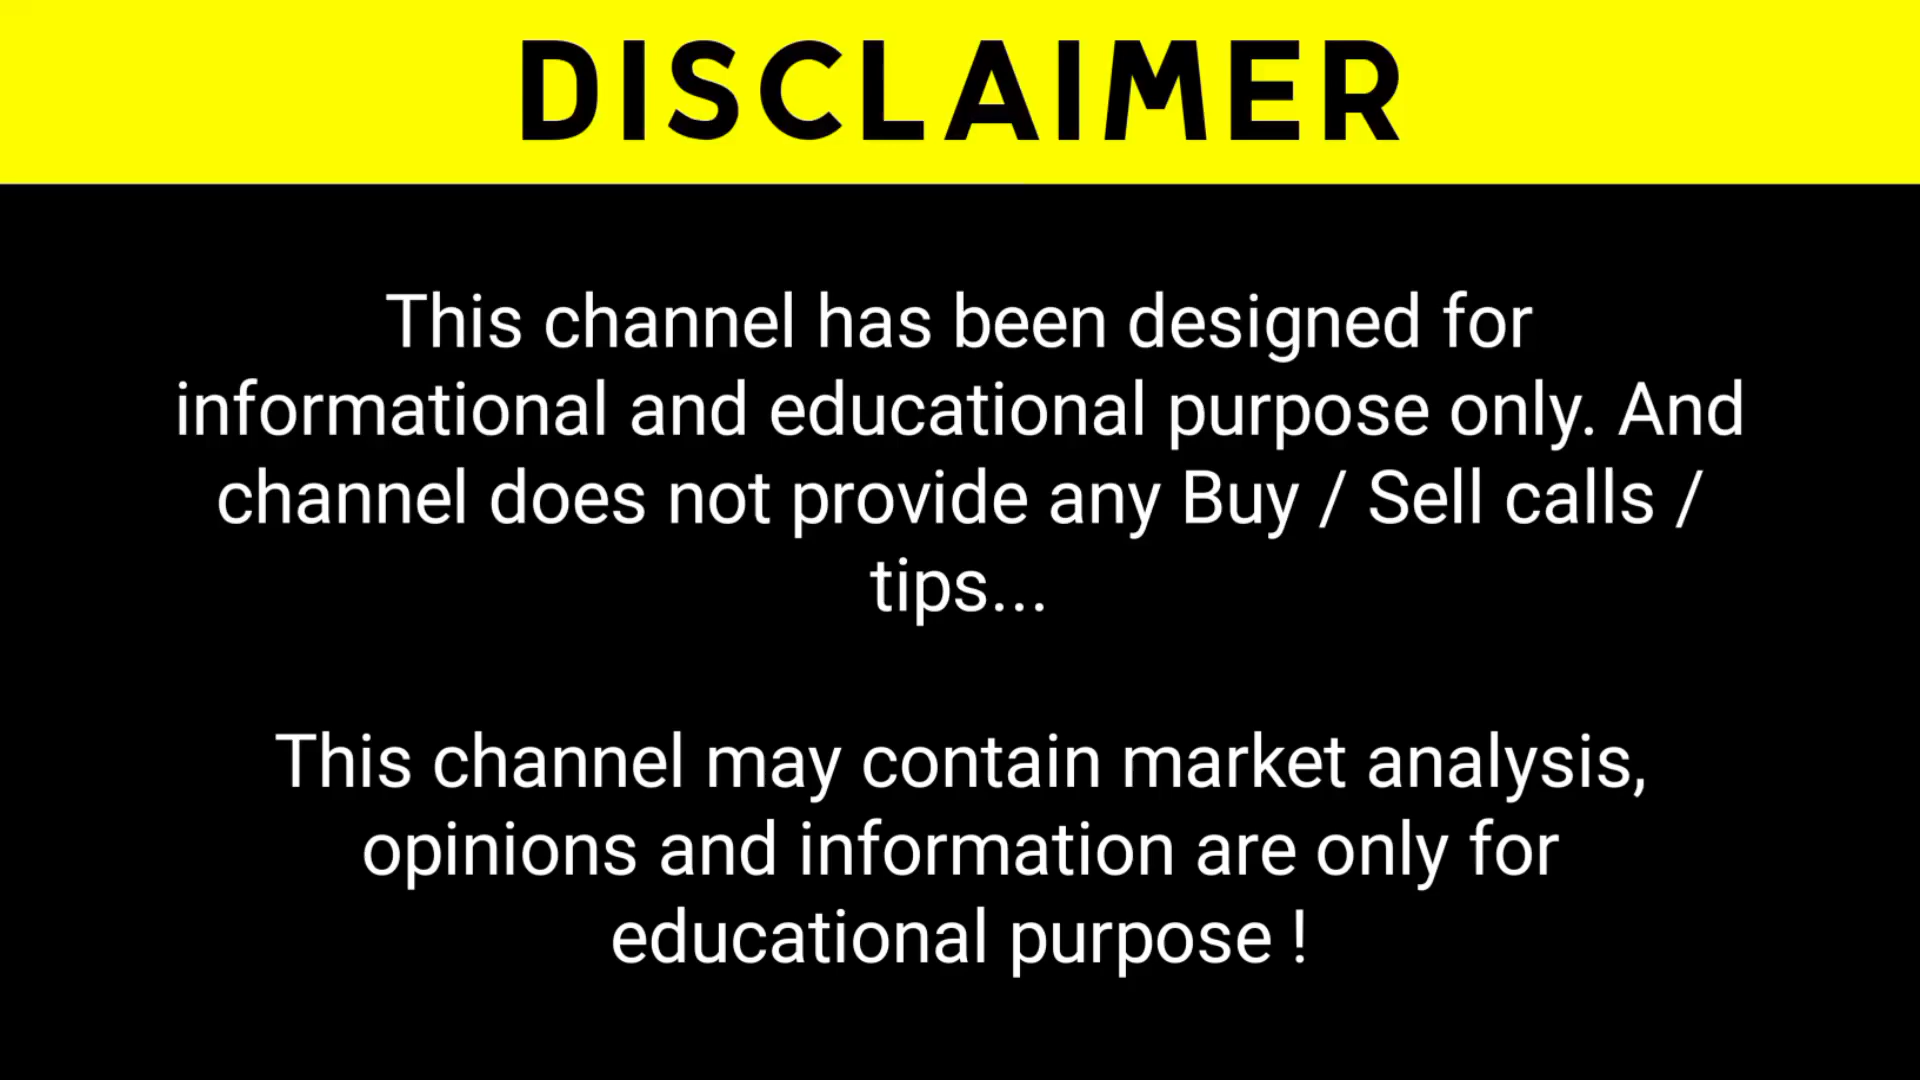 DISCLAIMER
This channel has been designed for
informational and educational purpose only. And
channel does not provide any Buy / Sell calls /
tips...
This channel may contain market analysis,
opinions and information are only for
educational purpose !